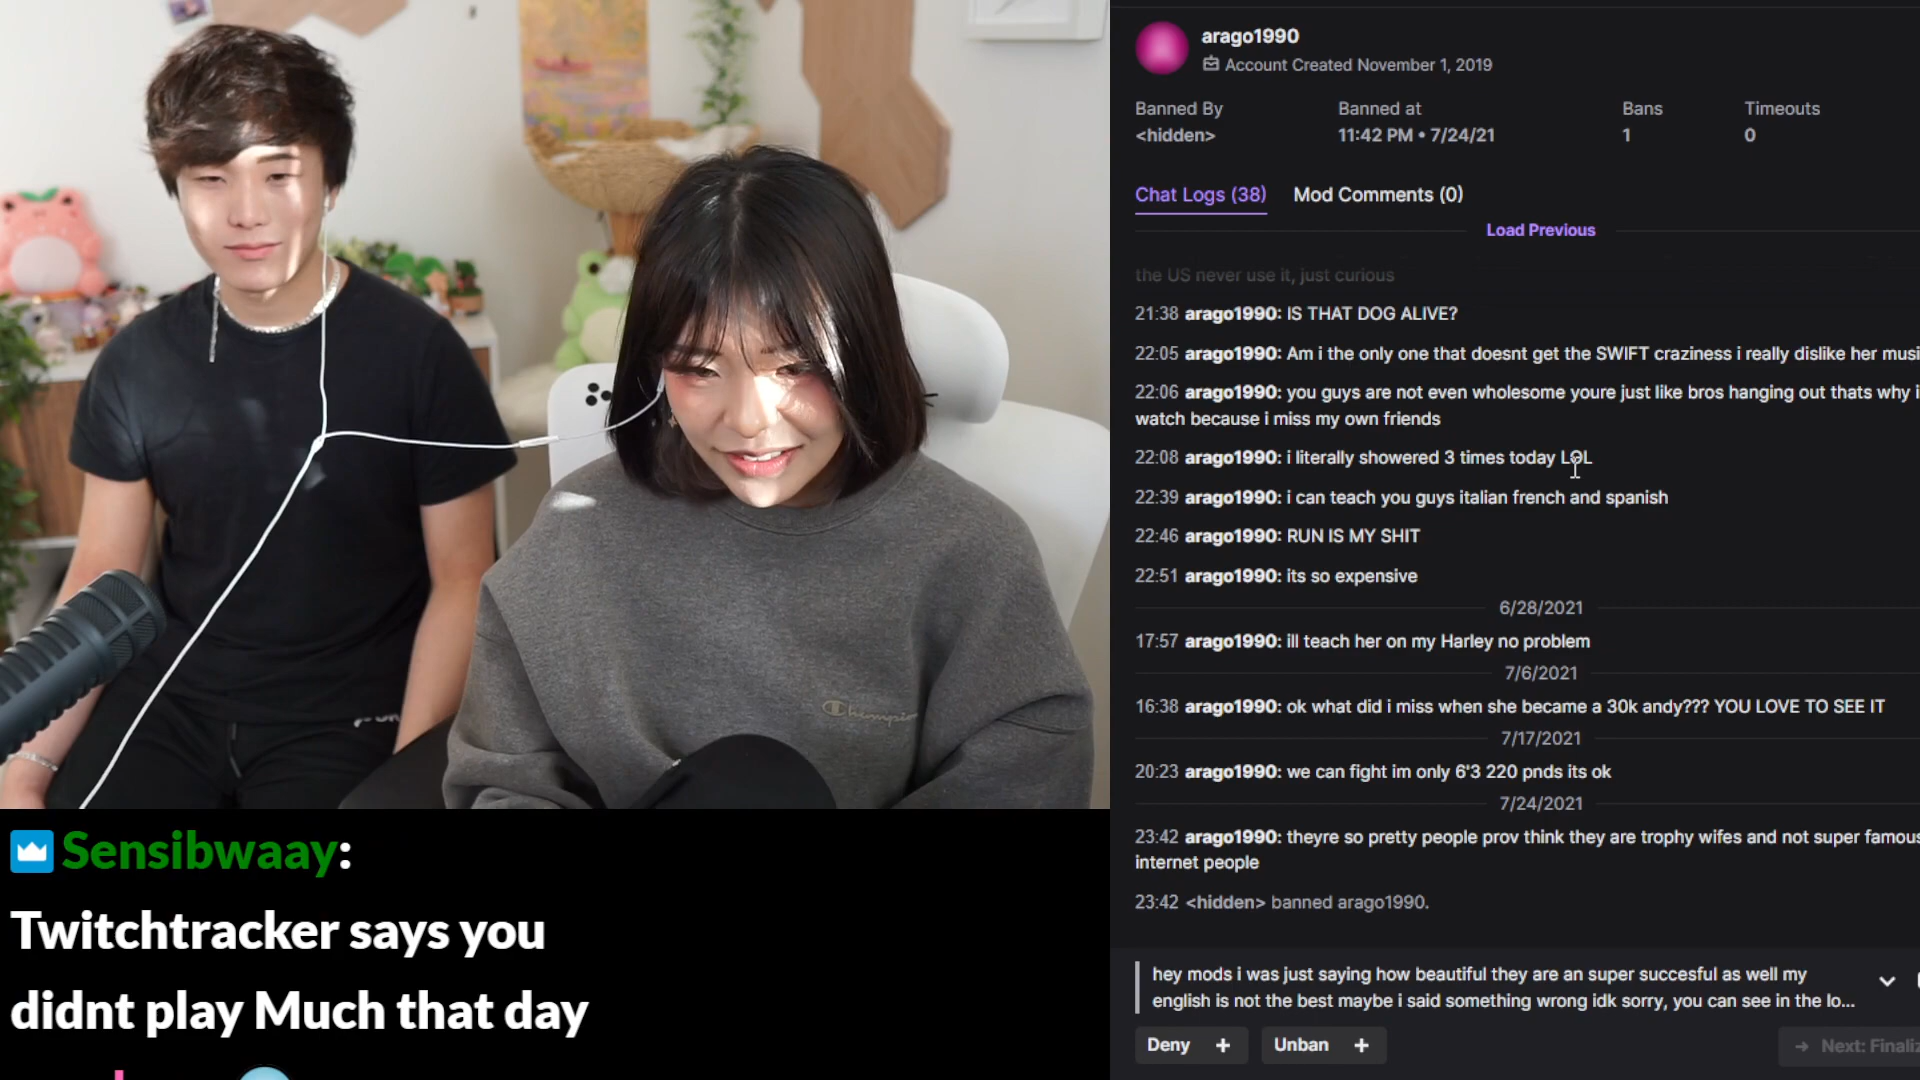 arago1990
Account Created November 1, 2019
Banned By
Banned at
Bans
Timeouts
<hidden>
11:42 PM • 7/24/21
1
0
Chat Logs (38)
Mod Comments (0)
Load Previous
the US never use it, just curious
21:38 arago1990: IS THAT DOG ALIVE?
22:05 arago1990: Am i the only one that doesnt get the SWIFT craziness i really dislike her musi
22:06 arago1990: you guys are not even wholesome youre just like bros hanging out thats why i
watch because i miss my own friends
22:08 arago1990: i literally showered 3 times today LOL
22:39 arago1990: i can teach you guys italian french and spanish
22:46 arago1990: RUN IS MY SHIT
22:51 arago1990: its so expensive
6/28/2021
17:57 arago1990: ill teach her on my Harley no problem
7/6/2021
16:38 arago1990: ok what did i miss when she became a 30k andy??? YOU LOVE TO SEE IT
7/17/2021
20:23 arago1990: we can fight im only 6'3 220 pnds its ok
7/24/2021
23:42 arago1990: theyre so pretty people prov think they are trophy wifes and not super famous
internet people
23:42 <hidden> banned arago1990.
hey mods i was just saying how beautiful they are an super succesful as well my
english is not the best maybe i said something wrong idk sorry, you can see in the lo...
Deny +
Unban +
Next: Finaliz
Champion
Sensibwaay:
Twitchtracker says you
didnt play Much that day